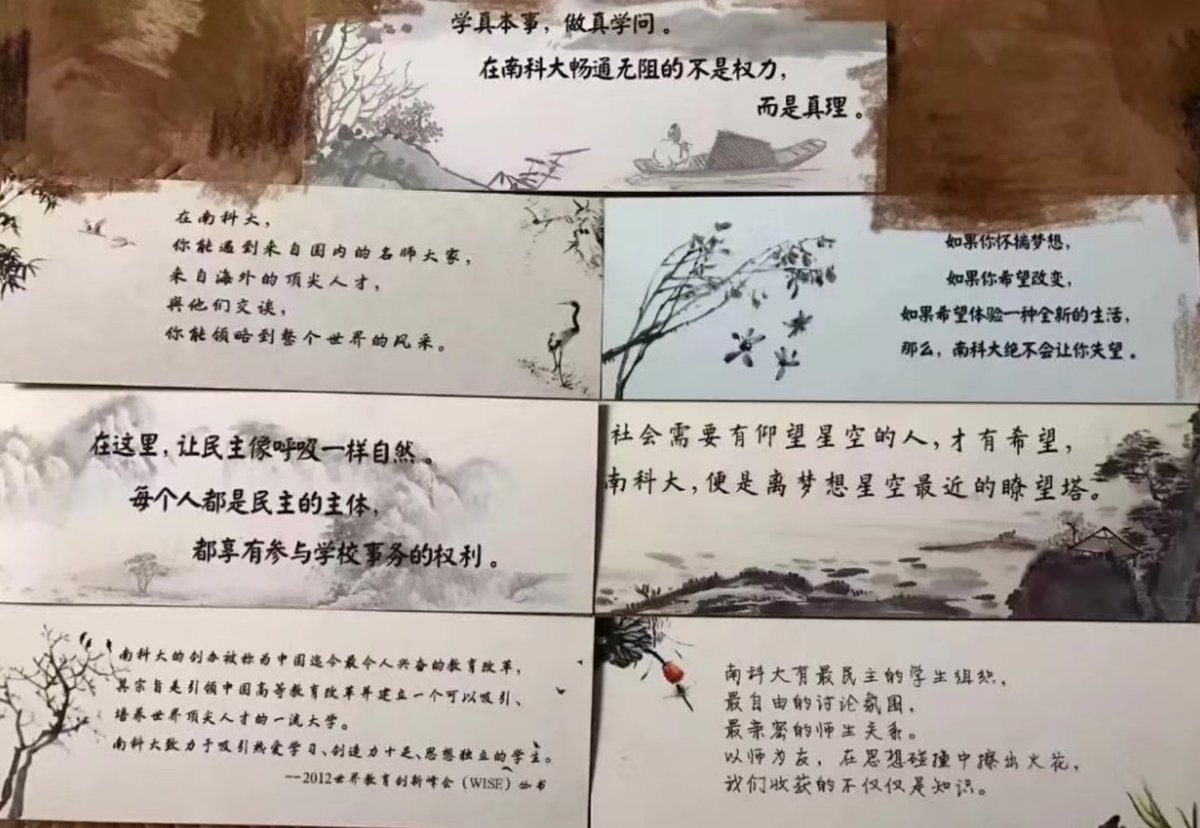 学真本事，做真学问。
在南科大畅通无阻的不是权力，
而是真理。
在南科大，
你能遇到来自国内的名师大家，
来自海外的顶尖人才，
與他们交谈，
你能领略到整个世界的风采。
如果你怀揣梦想，
如果你希望改变，
如果希望体验一种全新的生活，
那么，南科大绝不会让你失望。
在这里，让民主像呼吸一样自然。
每个人都是民主的主体，
都享有参与学校事务的权利。
社会需要有仰望星空的人，才有希望，
南科大，便是离梦想星空最近的瞭望塔。
南科大的创办被称为中国迄今最令人兴奋的教育改革，
其宗旨是引领中国高等教育改革并建立一个可以吸引、
培养世界顶尖人才的一流大学。
南科大致力于吸引热爱学习、创造力十足、思想独立的学生。
--2012世界教育创新峰会（WISE）丛书
南科大有最民主的学生组织，
最自由的讨论氛围，
最亲密的师生关系。
以师为友，在思想碰撞中擦出火花，
我们收获的不仅仅是知识。